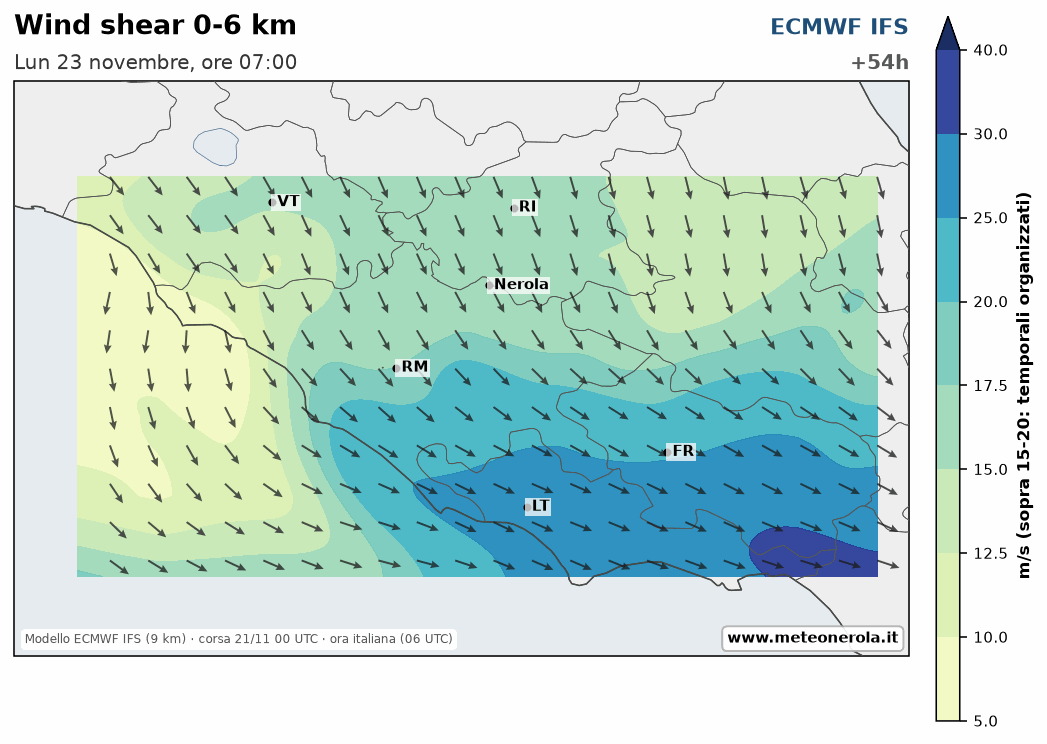 Wind shear 0-6 km
ECMWF IFS
Lun 23 novembre, ore 07:00
+54h
VT
RI
Nerola
RM
FR
LT
Modello ECMWF IFS (9 km) · corsa 21/11 00 UTC · ora italiana (06 UTC)
www.meteonerola.it
40.0
30.0
25.0
20.0
17.5
15.0
12.5
10.0
5.0
m/s (sopra 15-20: temporali organizzati)